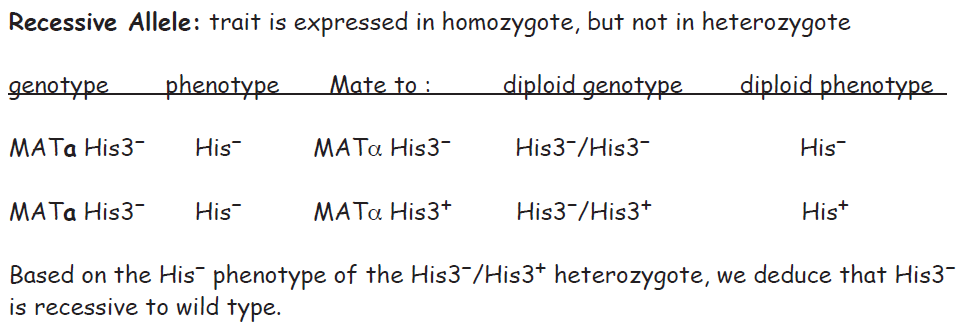 Recessive Allele: trait is expressed in homozygote, but not in heterozygote
genotype phenotype Mate to : diploid genotype diploid phenotype
MATa His3⁻ His⁻ MATα His3⁻ His3⁻/His3⁻ His⁻
MATa His3⁻ His⁻ MATα His3⁺ His3⁻/His3⁺ His⁺
Based on the His⁻ phenotype of the His3⁻/His3⁺ heterozygote, we deduce that His3⁻
is recessive to wild type.